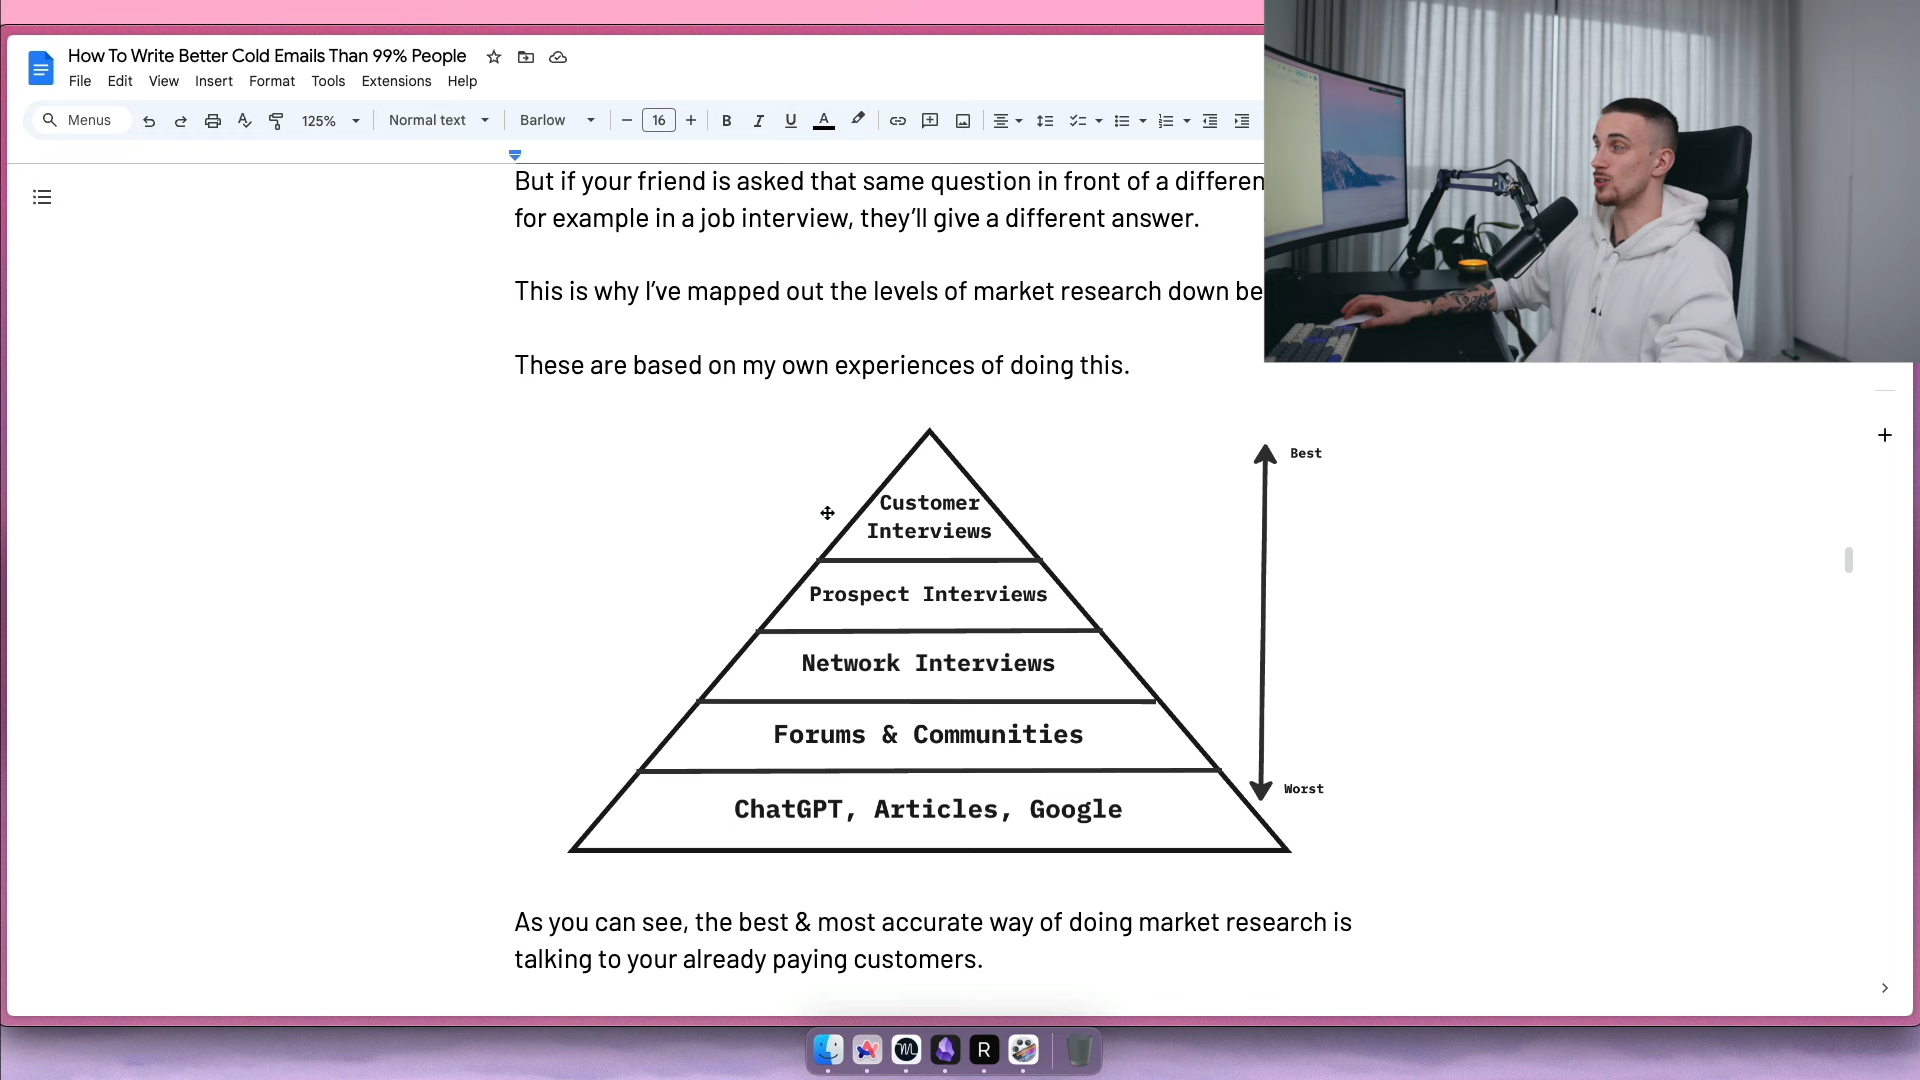 How To Write Better Cold Emails Than 99% People
File Edit View Insert Format Tools Extensions Help
Menus 125% Normal text Barlow 16 B I U A
But if your friend is asked that same question in front of a differen
for example in a job interview, they'll give a different answer.
This is why I've mapped out the levels of market research down be
These are based on my own experiences of doing this.
Best
Customer
Interviews
Prospect Interviews
Network Interviews
Forums & Communities
Worst
ChatGPT, Articles, Google
As you can see, the best & most accurate way of doing market research is
talking to your already paying customers.
R